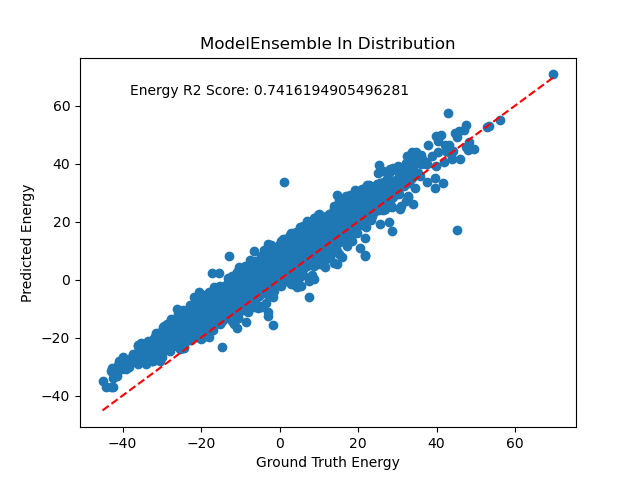 ModelEnsemble In Distribution
Energy R2 Score: 0.7416194905496281
60
40
20
0
−20
−40
Predicted Energy
−40 −20 0 20 40 60
Ground Truth Energy